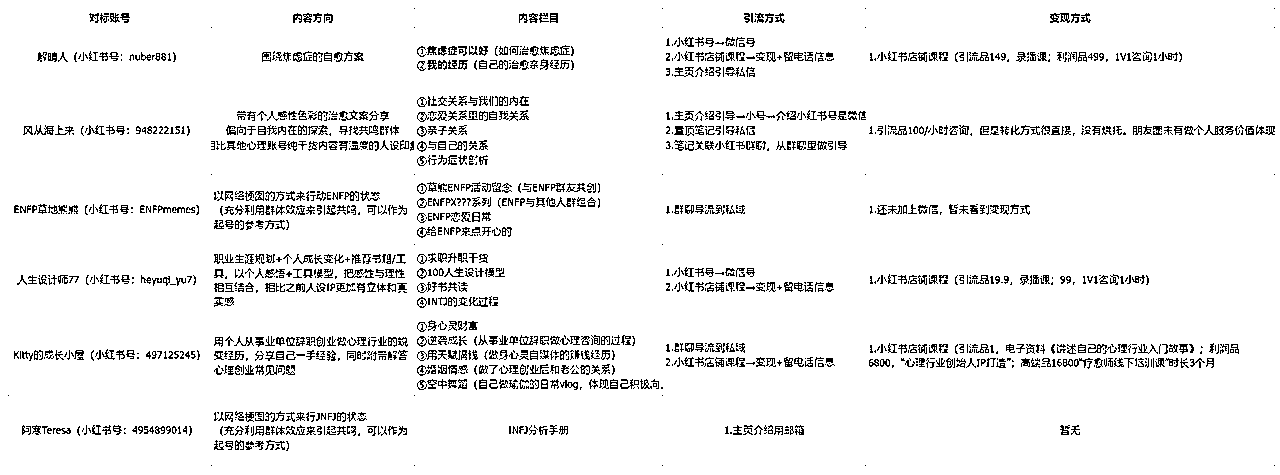 对标账号 内容方向 内容栏目 引流方式 变现方式
解晴人（小红书号：nuber881） 围绕焦虑症的自愈方案
①焦虑症可以好（如何治愈焦虑症）
②我的经历（自己的治愈亲身经历）
1.小红书号→微信号
2.小红书店铺课程→变现+留电话信息
3.主页介绍引导私信
1.小红书店铺课程（引流品149，录播课；利润品499，1V1咨询1小时）
风从海上来（小红书号：948222151）
带有个人感性色彩的治愈文案分享
偏向于自我内在的探索，寻找共鸣群体
比其他心理账号纯干货内容有温度的人设印
①社交关系与我们的内在
②恋爱关系里的自我关系
③亲子关系
④与自己的关系
⑤行为症状剖析
1.主页介绍引导→小号→介绍小红书号是微信
2.置顶笔记引导私信
3.笔记关联小红书群聊，从群聊里做引导
1.引流品100/小时咨询，但是转化方式很直接，没有烘托。朋友圈未有做个人服务价值体现
ENFP草地熊熊（小红书号：ENFPmemes）
以网络梗图的方式来行动ENFP的状态
（充分利用群体效应来引起共鸣，可以作为
起号的参考方式）
①草熊ENFP活动留念（与ENFP群友共创）
②ENFPX???系列（ENFP与其他人群组合）
③ENFP恋爱日常
④给ENFP来点开心的
1.群聊导流到私域
1.还未加上微信，暂未看到变现方式
人生设计师77（小红书号：heyuqi_yu7）
职业生涯规划+个人成长变化+推荐书籍/工
具，以个人感悟+工具模型，把感性与理性
相互结合，相比之前人设IP更加有立体和真
实感
①求职升职干货
②100人生设计模型
③好书共读
④INTJ的变化过程
1.小红书号→微信号
2.小红书店铺课程→变现+留电话信息
1.小红书店铺课程（引流品19.9，录播课；99，1V1咨询1小时）
Kitty的成长小屋（小红书号：497125245）
用个人从事业单位辞职创业做心理行业的蜕
变经历，分享自己一手经验，同时附带解答
心理创业常见问题
①身心灵财富
②逆袭成长（从事业单位辞职做心理咨询的过程）
③用天赋搞钱（做身心灵自媒体的赚钱经历）
④婚姻情感（做了心理创业后和老公的关系）
⑤空中舞蹈（自己做瑜伽的日常vlog，体现自己积极向
1.群聊导流到私域
2.小红书店铺课程→变现+留电话信息
1.小红书店铺课程（引流品1，电子资料《讲述自己的心理行业入门故事》；利润品
6800，“心理行业创始人IP打造”；高端品16800“疗愈师线下培训课”时长3个月
阿寒Teresa（小红书号：4954899014）
以网络梗图的方式来行JNFJ的状态
（充分利用群体效应来引起共鸣，可以作为
起号的参考方式）
INFJ分析手册
1.主页介绍用邮箱
暂无